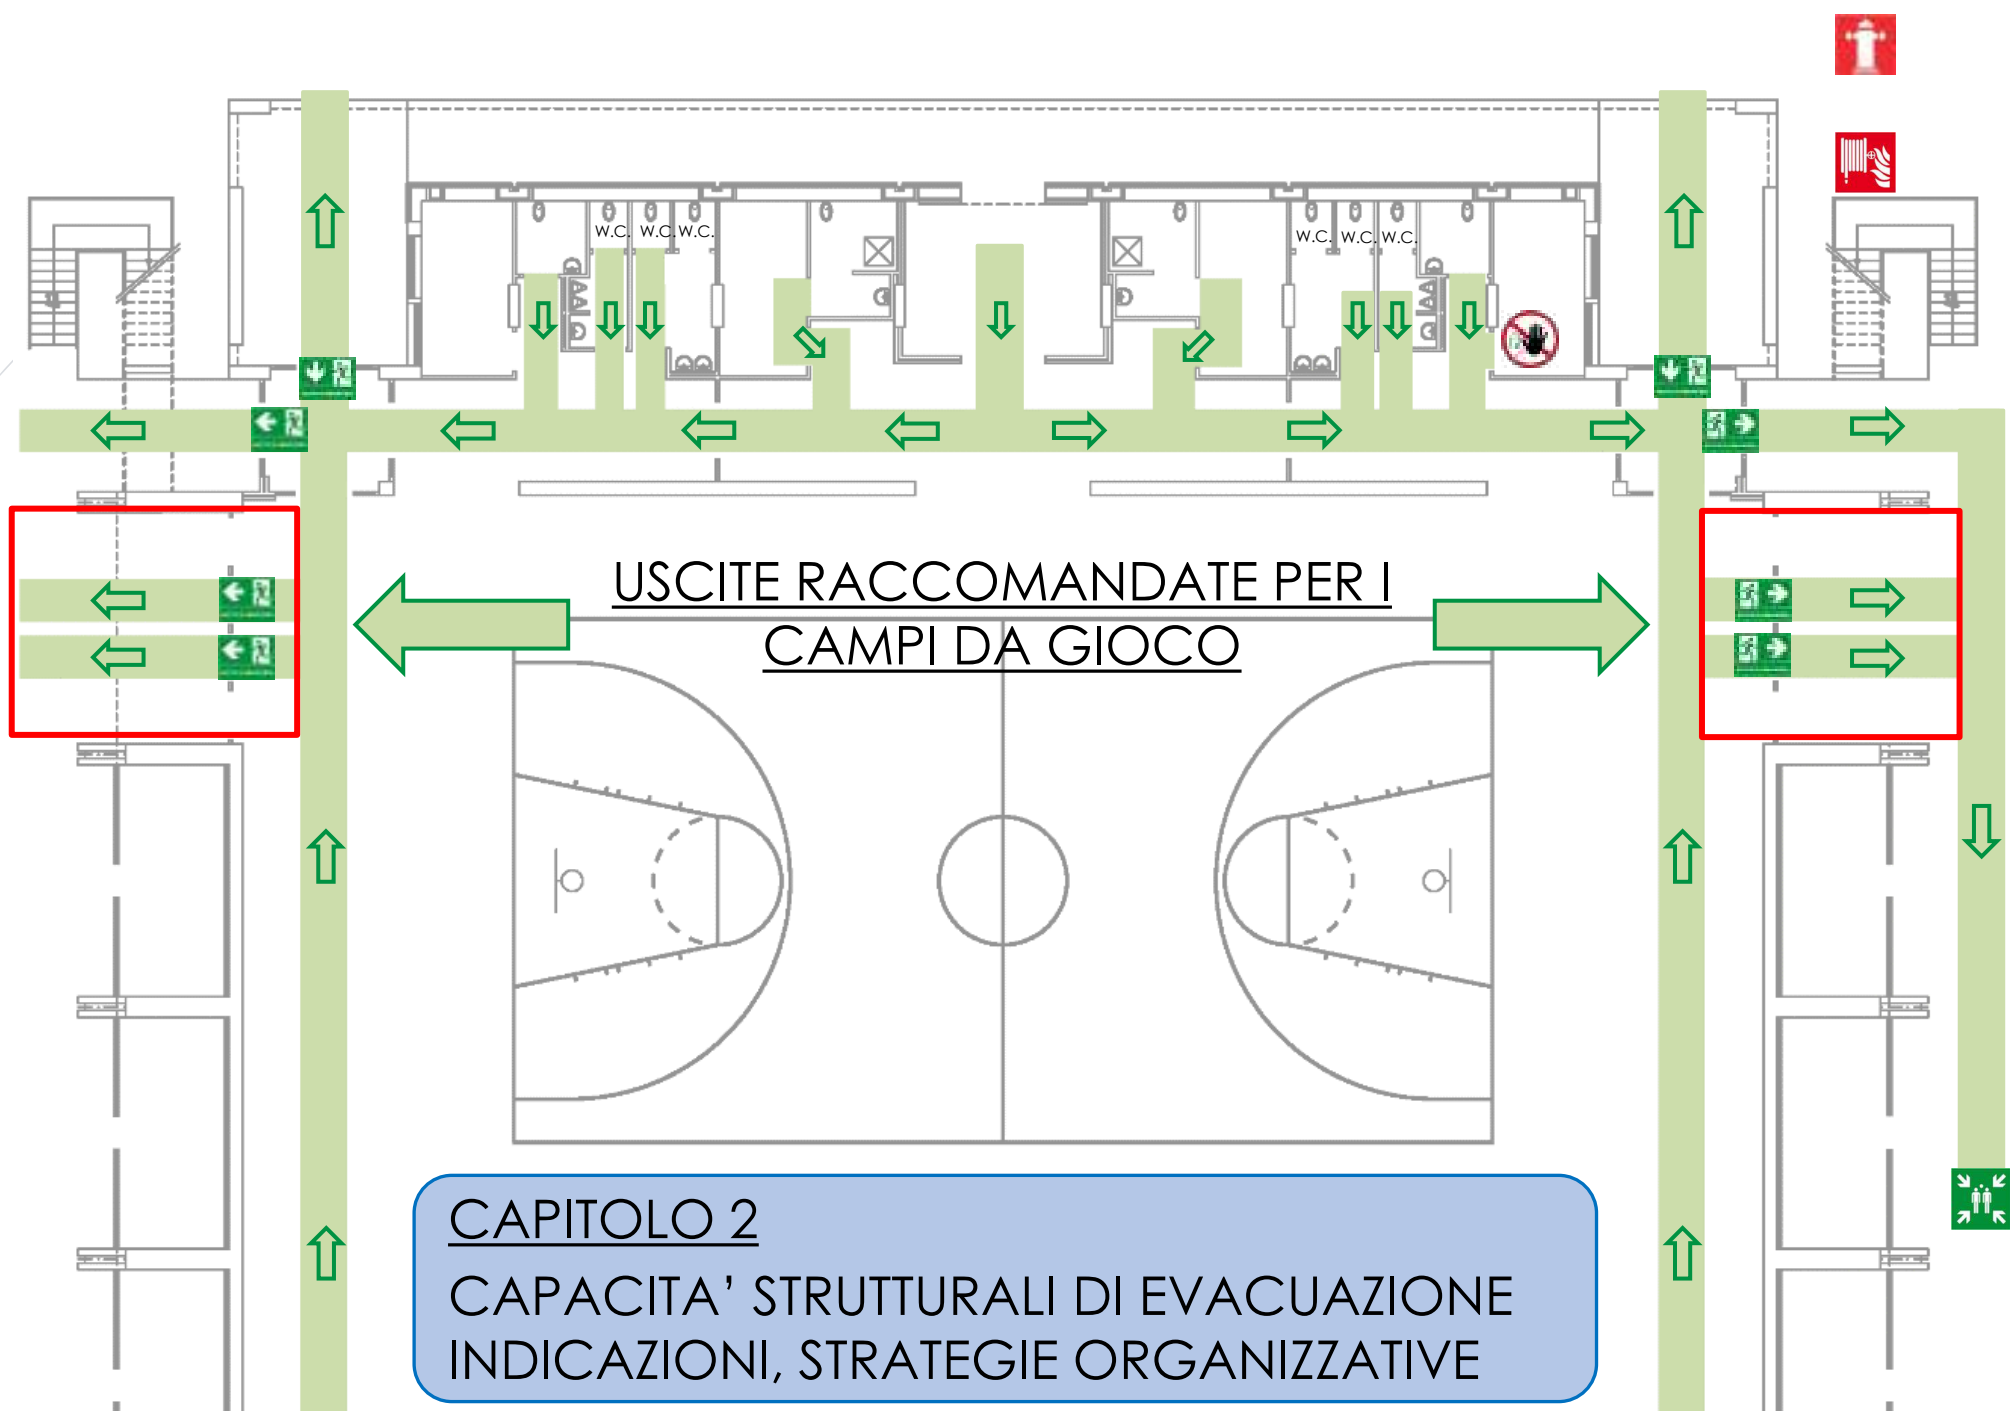 W.C. W.C. W.C.
W.C. W.C. W.C.
USCITE RACCOMANDATE PER I
CAMPI DA GIOCO
CAPITOLO 2
CAPACITA’ STRUTTURALI DI EVACUAZIONE
INDICAZIONI, STRATEGIE ORGANIZZATIVE